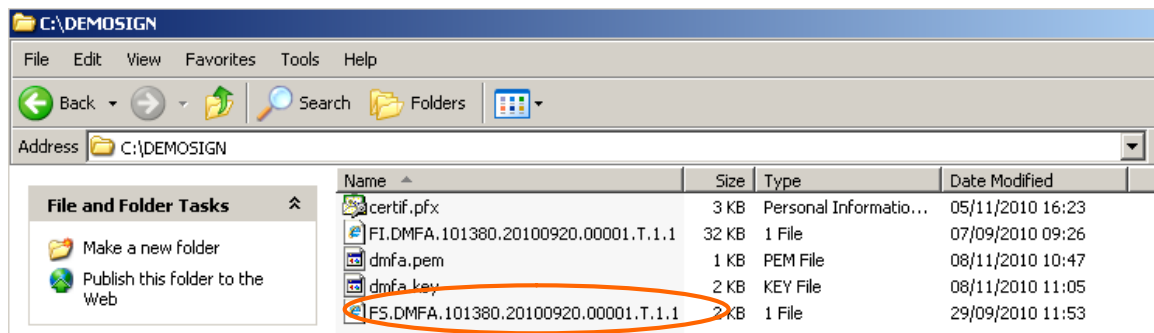 C:\DEMOSIGN
File Edit View Favorites Tools Help
Back Search Folders
Address C:\DEMOSIGN
File and Folder Tasks
Make a new folder
Publish this folder to the
Web
Name Size Type Date Modified
certif.pfx 3 KB Personal Informatio... 05/11/2010 16:23
FI.DMFA.101380.20100920.00001.T.1.1 32 KB 1 File 07/09/2010 09:26
dmfa.pem 1 KB PEM File 08/11/2010 10:47
dmfa.key 2 KB KEY File 08/11/2010 11:05
FS.DMFA.101380.20100920.00001.T.1.1 2 KB 1 File 29/09/2010 11:53